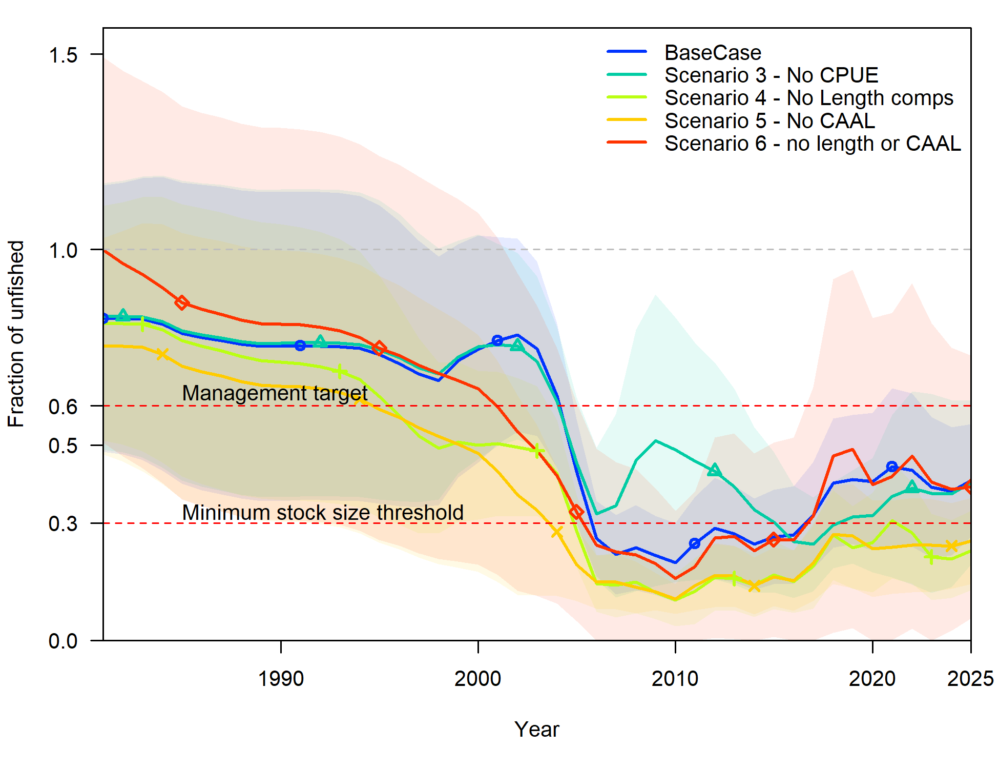 1.5
1.0
0.6
0.5
0.3
0.0
Fraction of unfished
BaseCase
Scenario 3 - No CPUE
Scenario 4 - No Length comps
Scenario 5 - No CAAL
Scenario 6 - no length or CAAL
Management target
Minimum stock size threshold
1990
2000
2010
2020
2025
Year